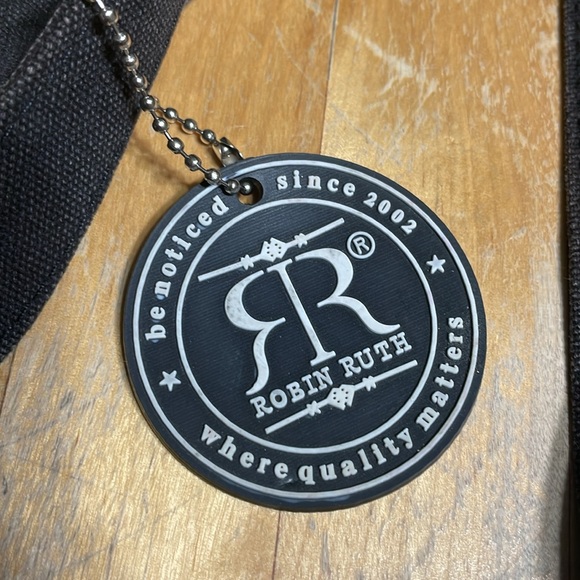 be noticed
since 2002
RR®
ROBIN RUTH
where quality matters